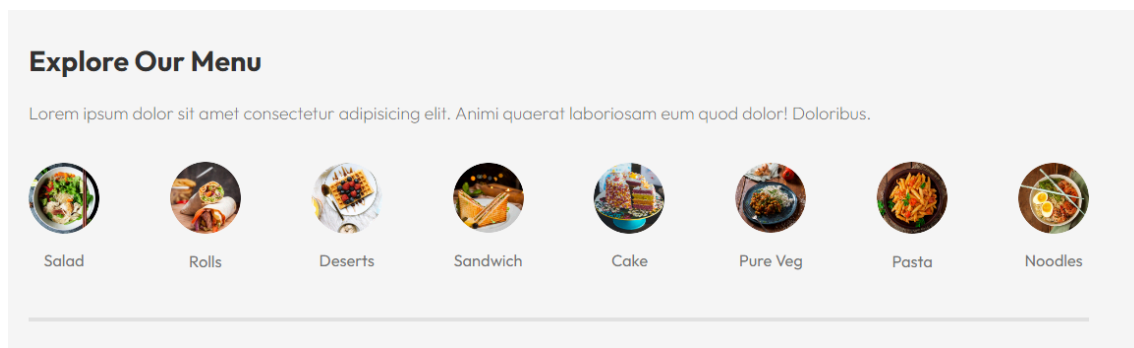 Explore Our Menu
Lorem ipsum dolor sit amet consectetur adipisicing elit. Animi quaerat laboriosam eum quod dolor! Doloribus.
Salad
Rolls
Deserts
Sandwich
Cake
Pure Veg
Pasta
Noodles